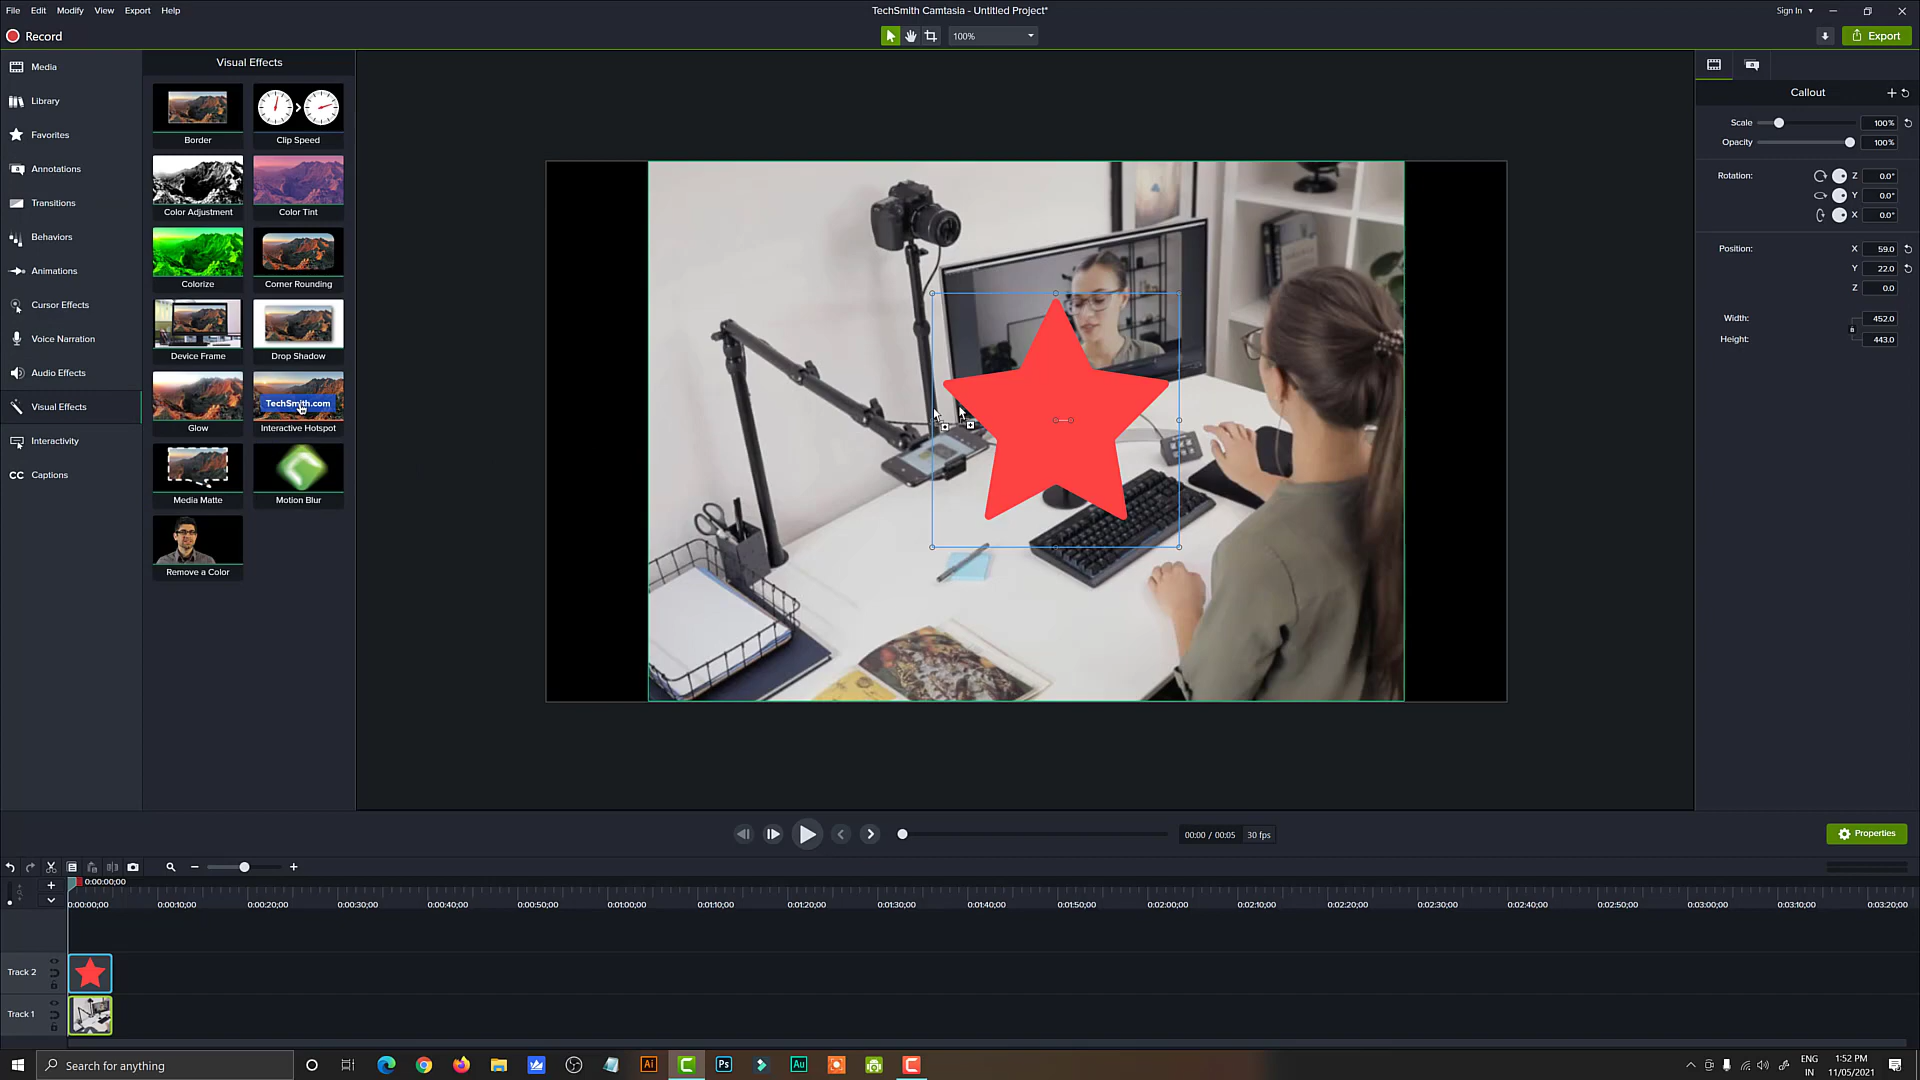 File Edit Modify View Export Help
TechSmith Camtasia - Untitled Project*
Sign In
Record
100%
Export
Media
Library
Favorites
Annotations
Transitions
Behaviors
Animations
Cursor Effects
Voice Narration
Audio Effects
Visual Effects
Interactivity
CC Captions
Visual Effects
Border
Clip Speed
Color Adjustment
Color Tint
Colorize
Corner Rounding
Device Frame
Drop Shadow
Glow
TechSmith.com
Interactive Hotspot
Media Matte
Motion Blur
Remove a Color
Callout
Scale 100%
Opacity 100%
Rotation: Z 0.0°
Y 0.0°
X 0.0°
Position: X 59.0
Y 22.0
Z 0.0
Width: 452.0
Height: 443.0
00:00 / 00:05 30 fps
Properties
0:00:00;00
0:00:00;00 0:00:10;00 0:00:20;00 0:00:30;00 0:00:40;00 0:00:50;00 0:01:00;00 0:01:10;00 0:01:20;00 0:01:30;00 0:01:40;00 0:01:50;00 0:02:00;00 0:02:10;00 0:02:20;00 0:02:30;00 0:02:40;00 0:02:50;00 0:03:00;00 0:03:10;00 0:03:20;00
Track 2
Track 1
Search for anything
Ai
Ps
Au
ENG
IN
1:52 PM
11/05/2021